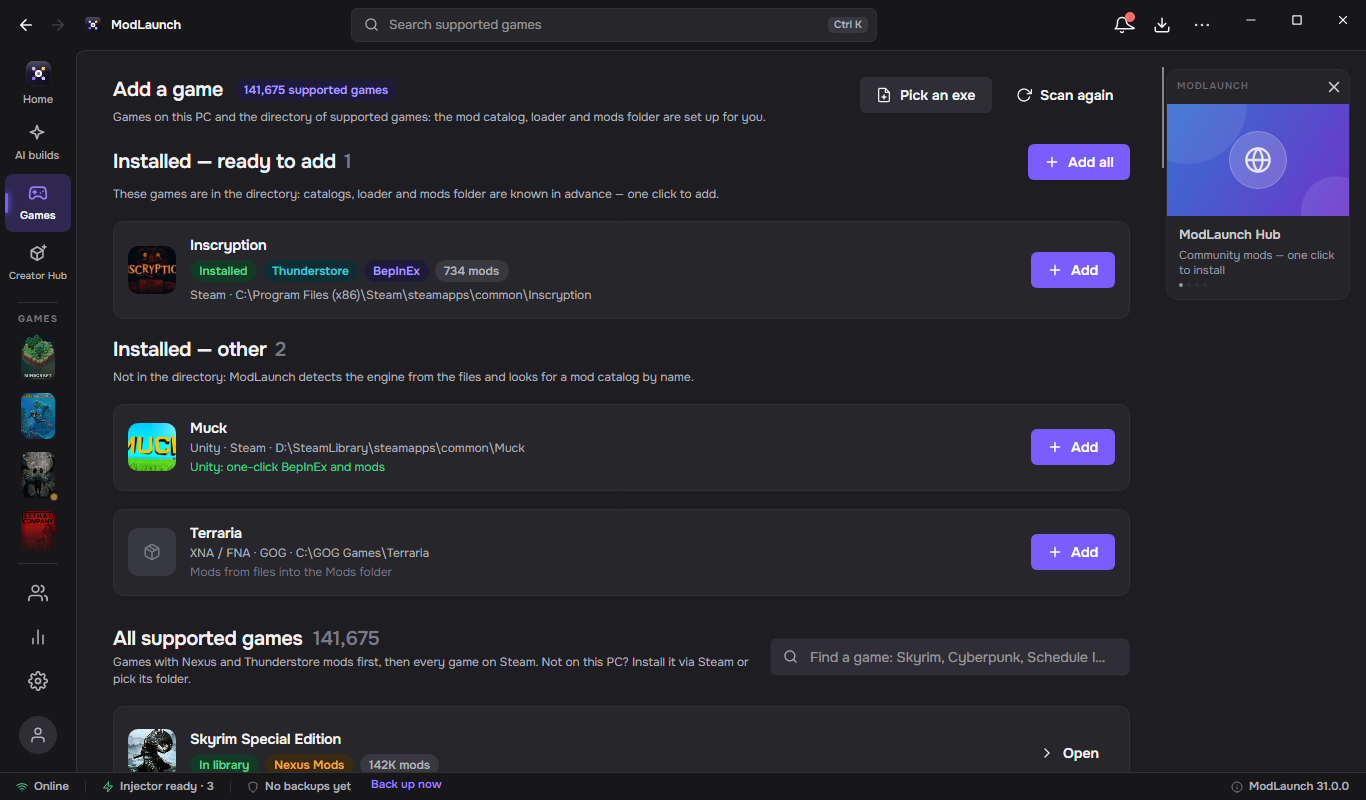 ModLaunch
Search supported games
Ctrl K
Home
AI builds
Games
Creator Hub
GAMES
MINECRAFT
LETHAL
COMPANY
Add a game
141,675 supported games
Games on this PC and the directory of supported games: the mod catalog, loader and mods folder are set up for you.
Pick an exe
Scan again
Installed — ready to add 1
Add all
These games are in the directory: catalogs, loader and mods folder are known in advance — one click to add.
SCRYPTIO
Inscryption
Installed
Thunderstore
BepInEx
734 mods
Steam · C:\Program Files (x86)\Steam\steamapps\common\Inscryption
Add
Installed — other 2
Not in the directory: ModLaunch detects the engine from the files and looks for a mod catalog by name.
MUCK
Muck
Unity · Steam · D:\SteamLibrary\steamapps\common\Muck
Unity: one-click BepInEx and mods
Add
Terraria
XNA / FNA · GOG · C:\GOG Games\Terraria
Mods from files into the Mods folder
Add
All supported games 141,675
Games with Nexus and Thunderstore mods first, then every game on Steam. Not on this PC? Install it via Steam or
pick its folder.
Find a game: Skyrim, Cyberpunk, Schedule I...
Skyrim Special Edition
In library
Nexus Mods
142K mods
Open
MODLAUNCH
ModLaunch Hub
Community mods — one click
to install
Online
Injector ready · 3
No backups yet
Back up now
ModLaunch 31.0.0